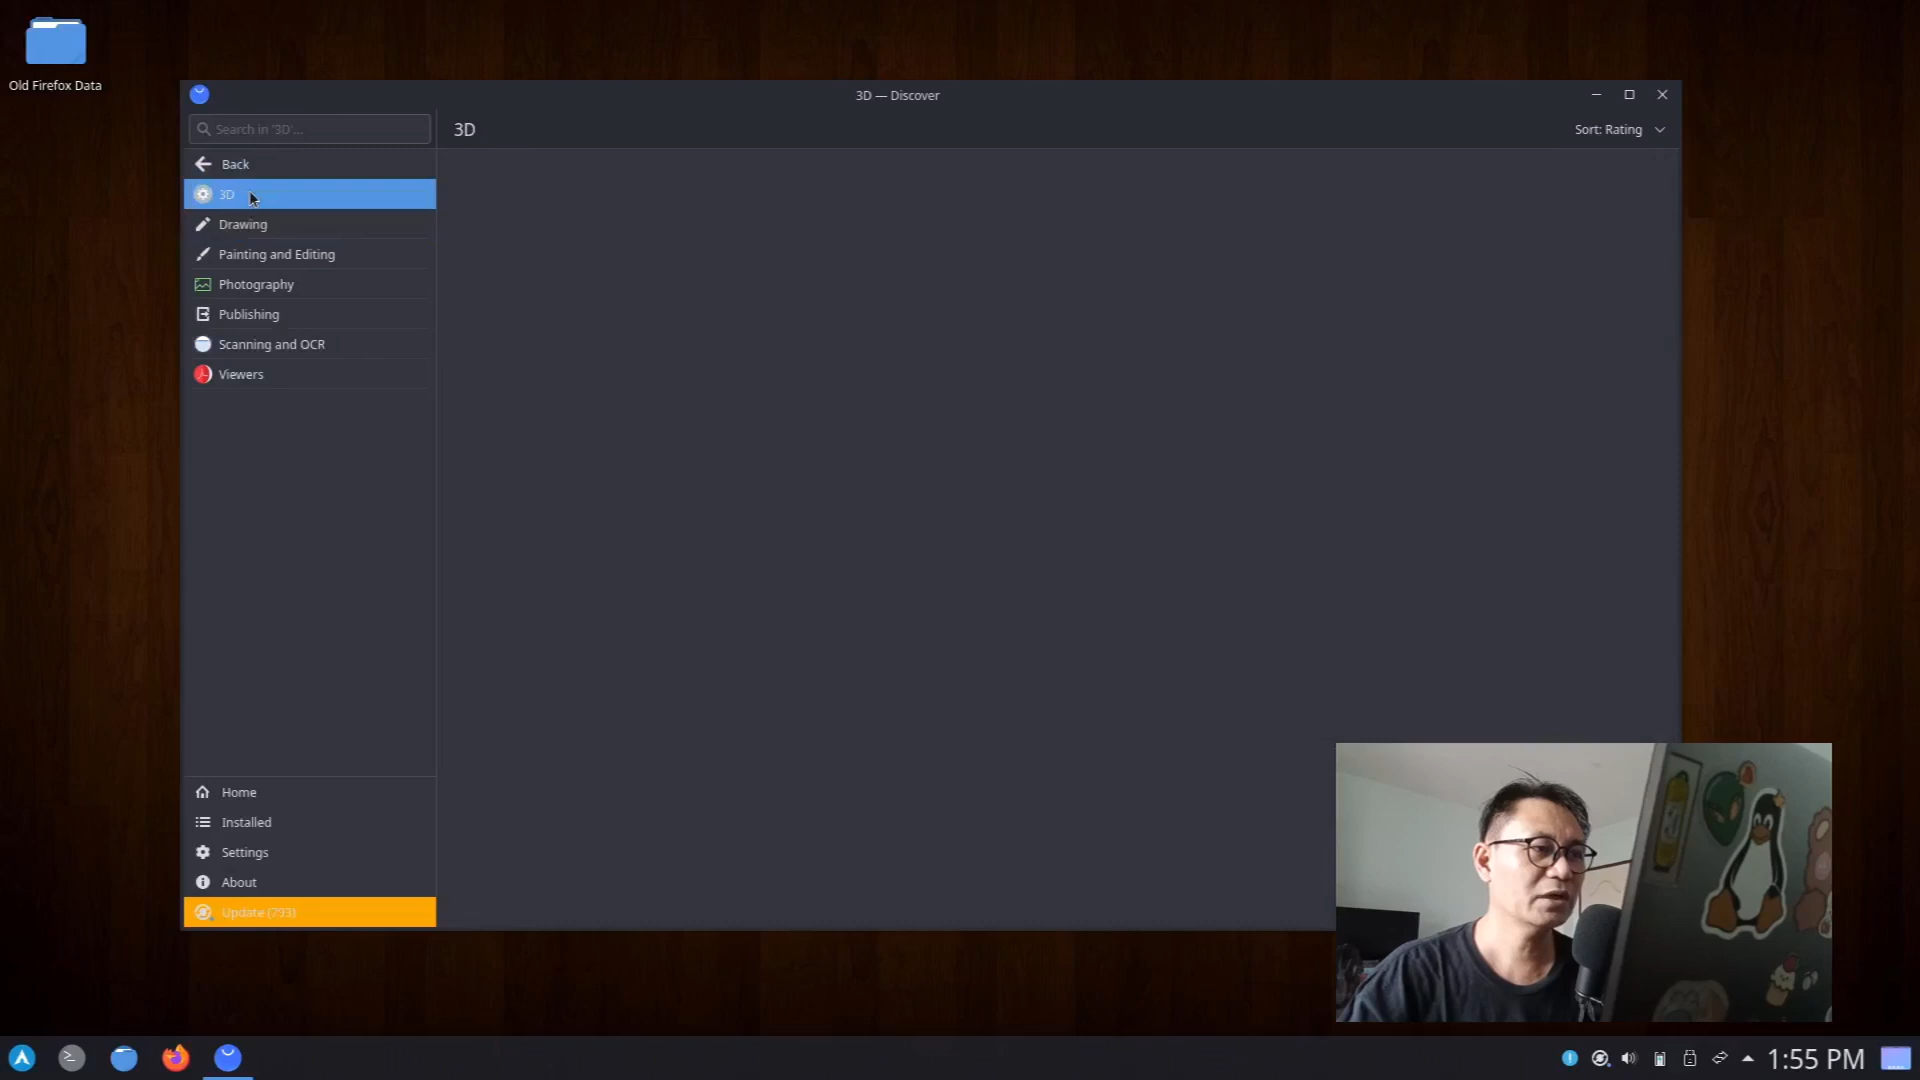 Old Firefox Data
3D — Discover
Search in '3D'...
3D
Sort: Rating
Back
3D
Drawing
Painting and Editing
Photography
Publishing
Scanning and OCR
Viewers
Home
Installed
Settings
About
Update (793)
1:55 PM